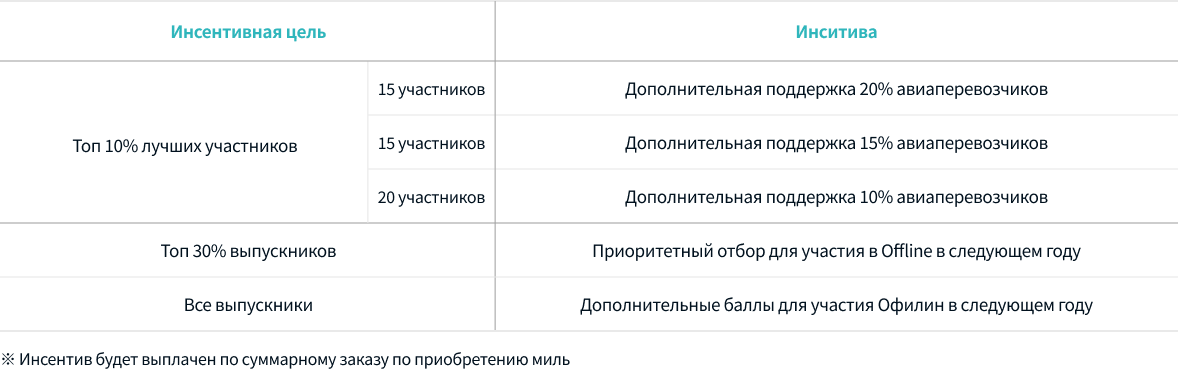 Инсентивная цель
Инситива
Топ 10% лучших участников
15 участников
Дополнительная поддержка 20% авиаперевозчиков
15 участников
Дополнительная поддержка 15% авиаперевозчиков
20 участников
Дополнительная поддержка 10% авиаперевозчиков
Топ 30% выпускников
Приоритетный отбор для участия в Offline в следующем году
Все выпускники
Дополнительные баллы для участия Офилин в следующем году
※ Инсентив будет выплачен по суммарному заказу по приобретению миль